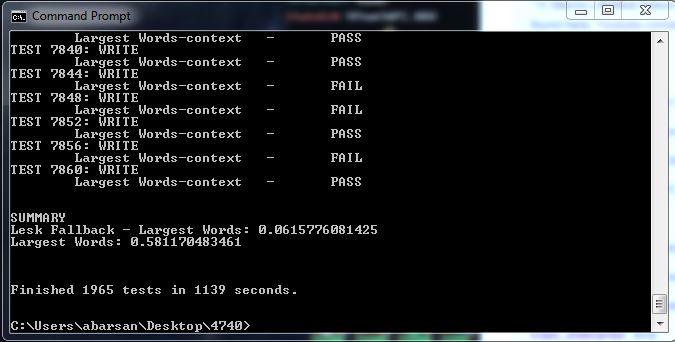 Command Prompt
Largest Words-context - PASS
TEST 7840: WRITE
Largest Words-context - PASS
TEST 7844: WRITE
Largest Words-context - FAIL
TEST 7848: WRITE
Largest Words-context - FAIL
TEST 7852: WRITE
Largest Words-context - PASS
TEST 7856: WRITE
Largest Words-context - FAIL
TEST 7860: WRITE
Largest Words-context - PASS
SUMMARY
Lesk Fallback - Largest Words: 0.0615776081425
Largest Words: 0.581170483461
Finished 1965 tests in 1139 seconds.
C:\Users\abarsan\Desktop\4740>